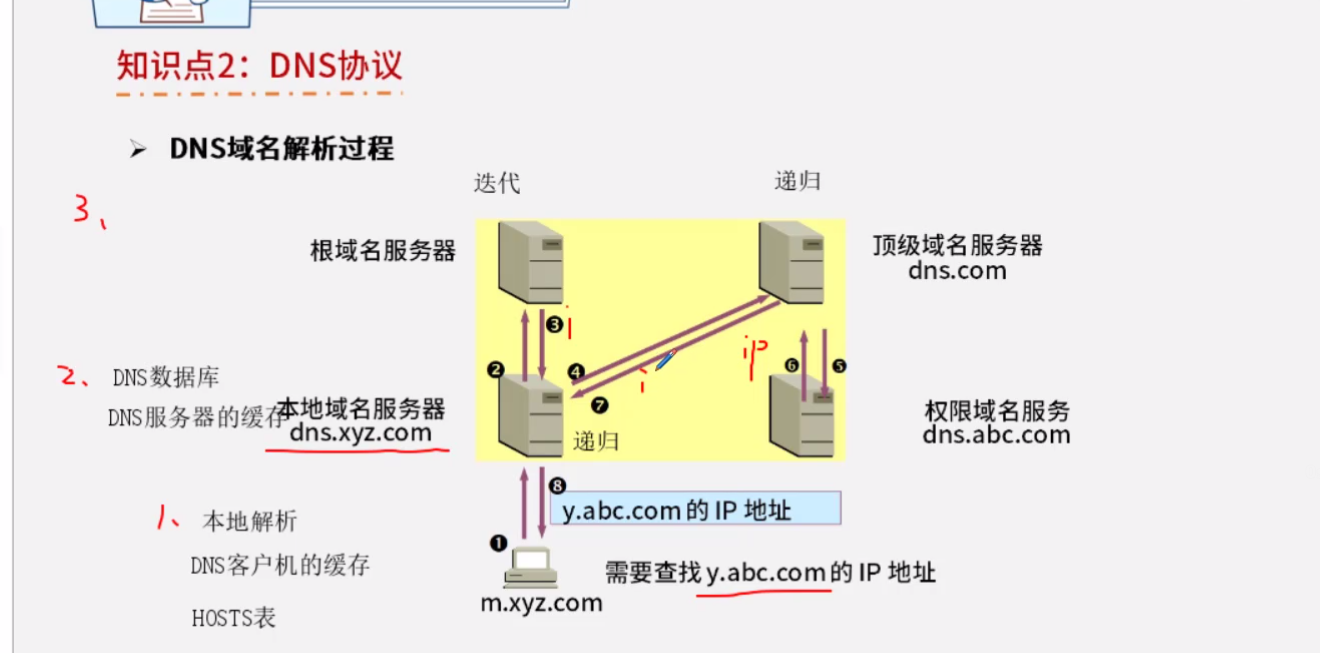 知识点2：DNS协议
➢ DNS域名解析过程
迭代
递归
3、
根域名服务器
顶级域名服务器
dns.com
❸
i
ip
2、 DNS数据库
DNS服务器的缓存
本地域名服务器
dns.xyz.com
❷
❹
i
❼
递归
❻
❺
权限域名服务
dns.abc.com
❽
y.abc.com 的 IP 地址
1、 本地解析
DNS客户机的缓存
HOSTS表
❶
m.xyz.com
需要查找 y.abc.com 的 IP 地址